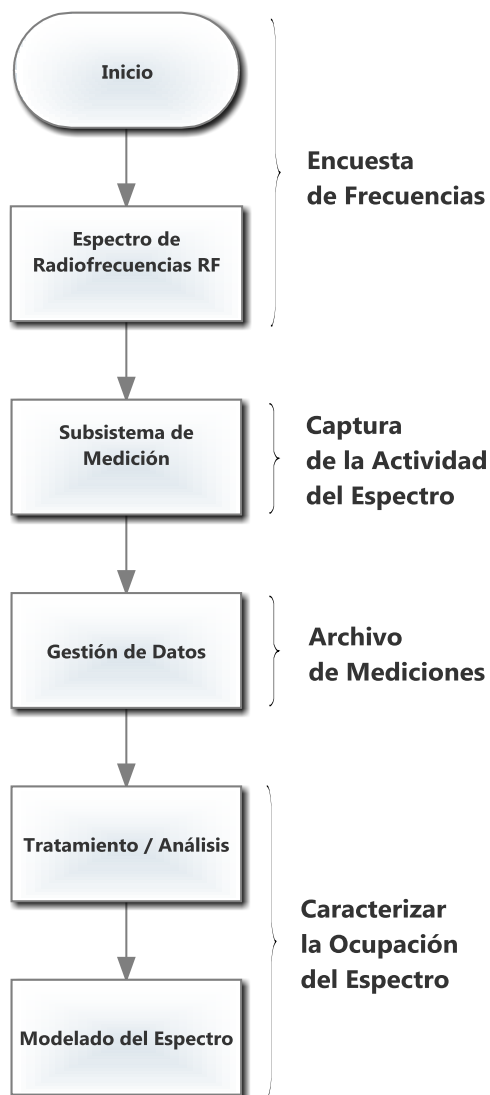 Inicio
Encuesta
de Frecuencias
Espectro de
Radiofrecuencias RF
Subsistema de
Medición
Captura
de la Actividad
del Espectro
Gestión de Datos
Archivo
de Mediciones
Tratamiento / Análisis
Caracterizar
la Ocupación
del Espectro
Modelado del Espectro